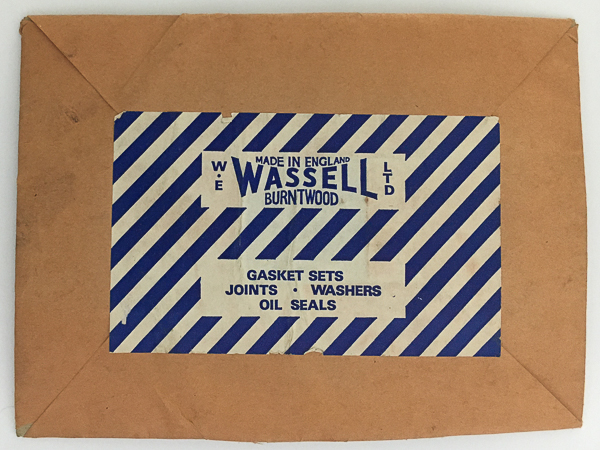 MADE IN ENGLAND
W·E WASSELL LTD
BURNTWOOD
GASKET SETS
JOINTS · WASHERS
OIL SEALS